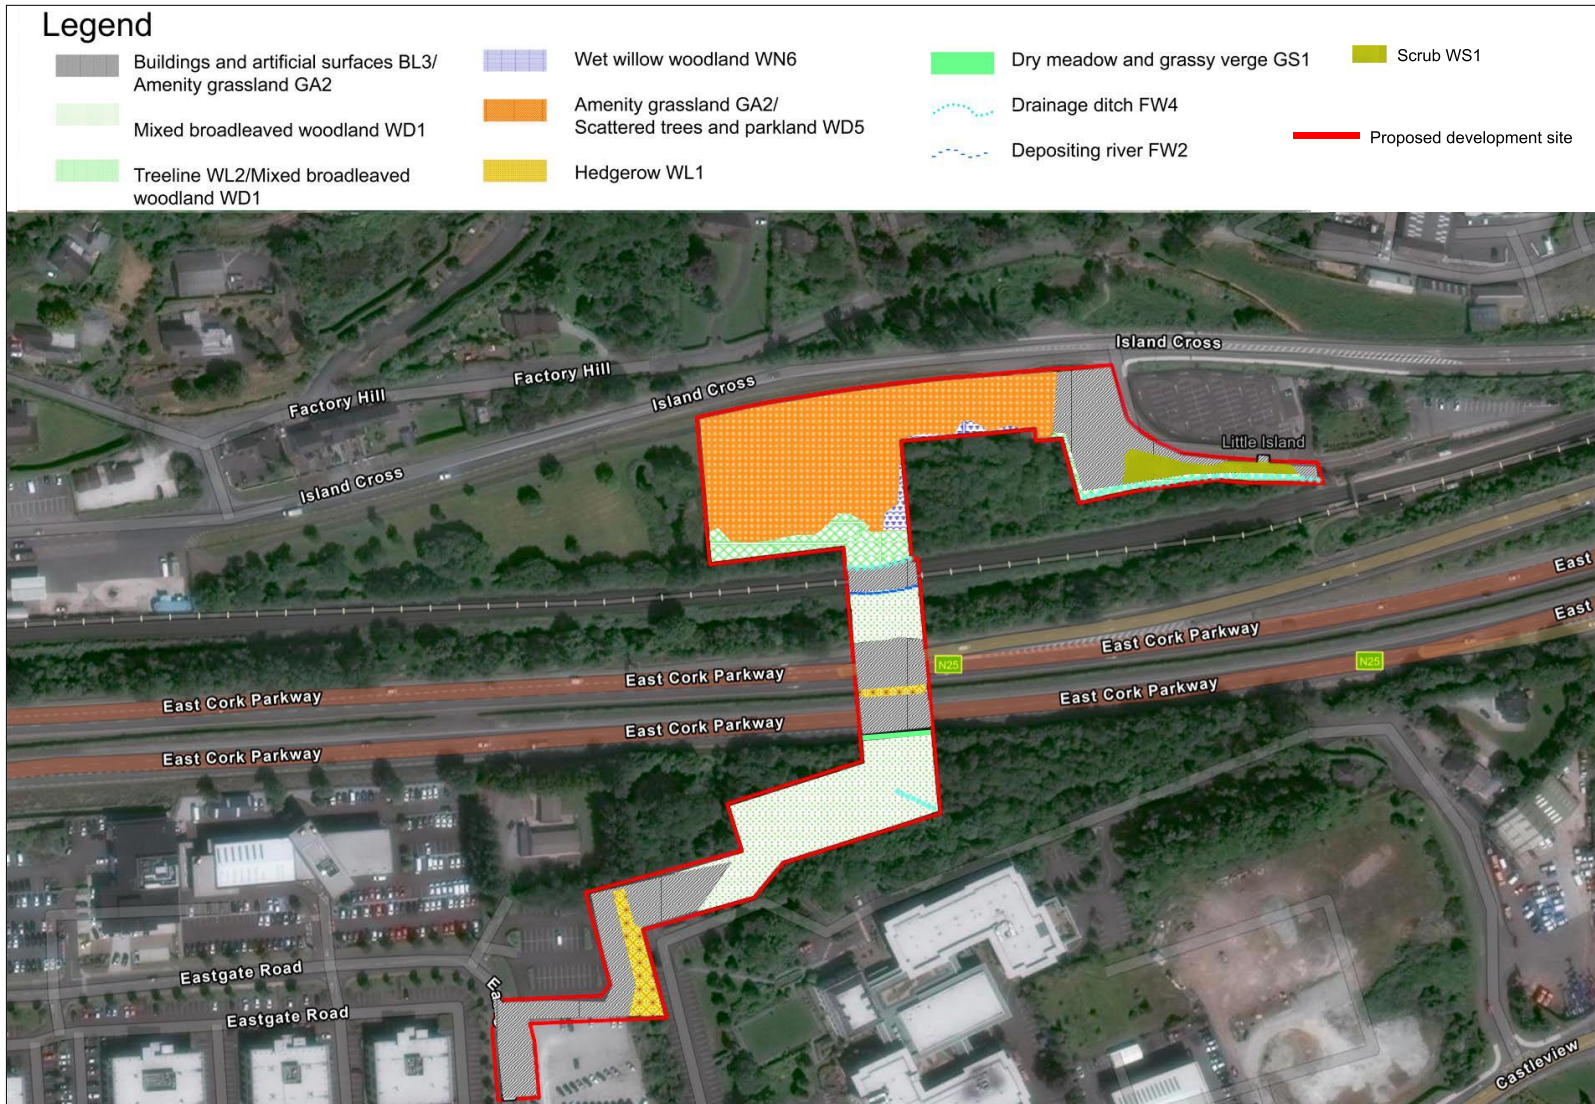 Legend
Buildings and artificial surfaces BL3/
Amenity grassland GA2
Mixed broadleaved woodland WD1
Treeline WL2/Mixed broadleaved
woodland WD1
Wet willow woodland WN6
Amenity grassland GA2/
Scattered trees and parkland WD5
Hedgerow WL1
Dry meadow and grassy verge GS1
Drainage ditch FW4
Depositing river FW2
Scrub WS1
Proposed development site
Island Cross
Factory Hill
Island Cross
Factory Hill
Little Island
Island Cross
East
East
East Cork Parkway
N25
N25
East Cork Parkway
East Cork Parkway
East Cork Parkway
East Cork Parkway
East Cork Parkway
Eastgate Road
Eastgate Road
Castleview